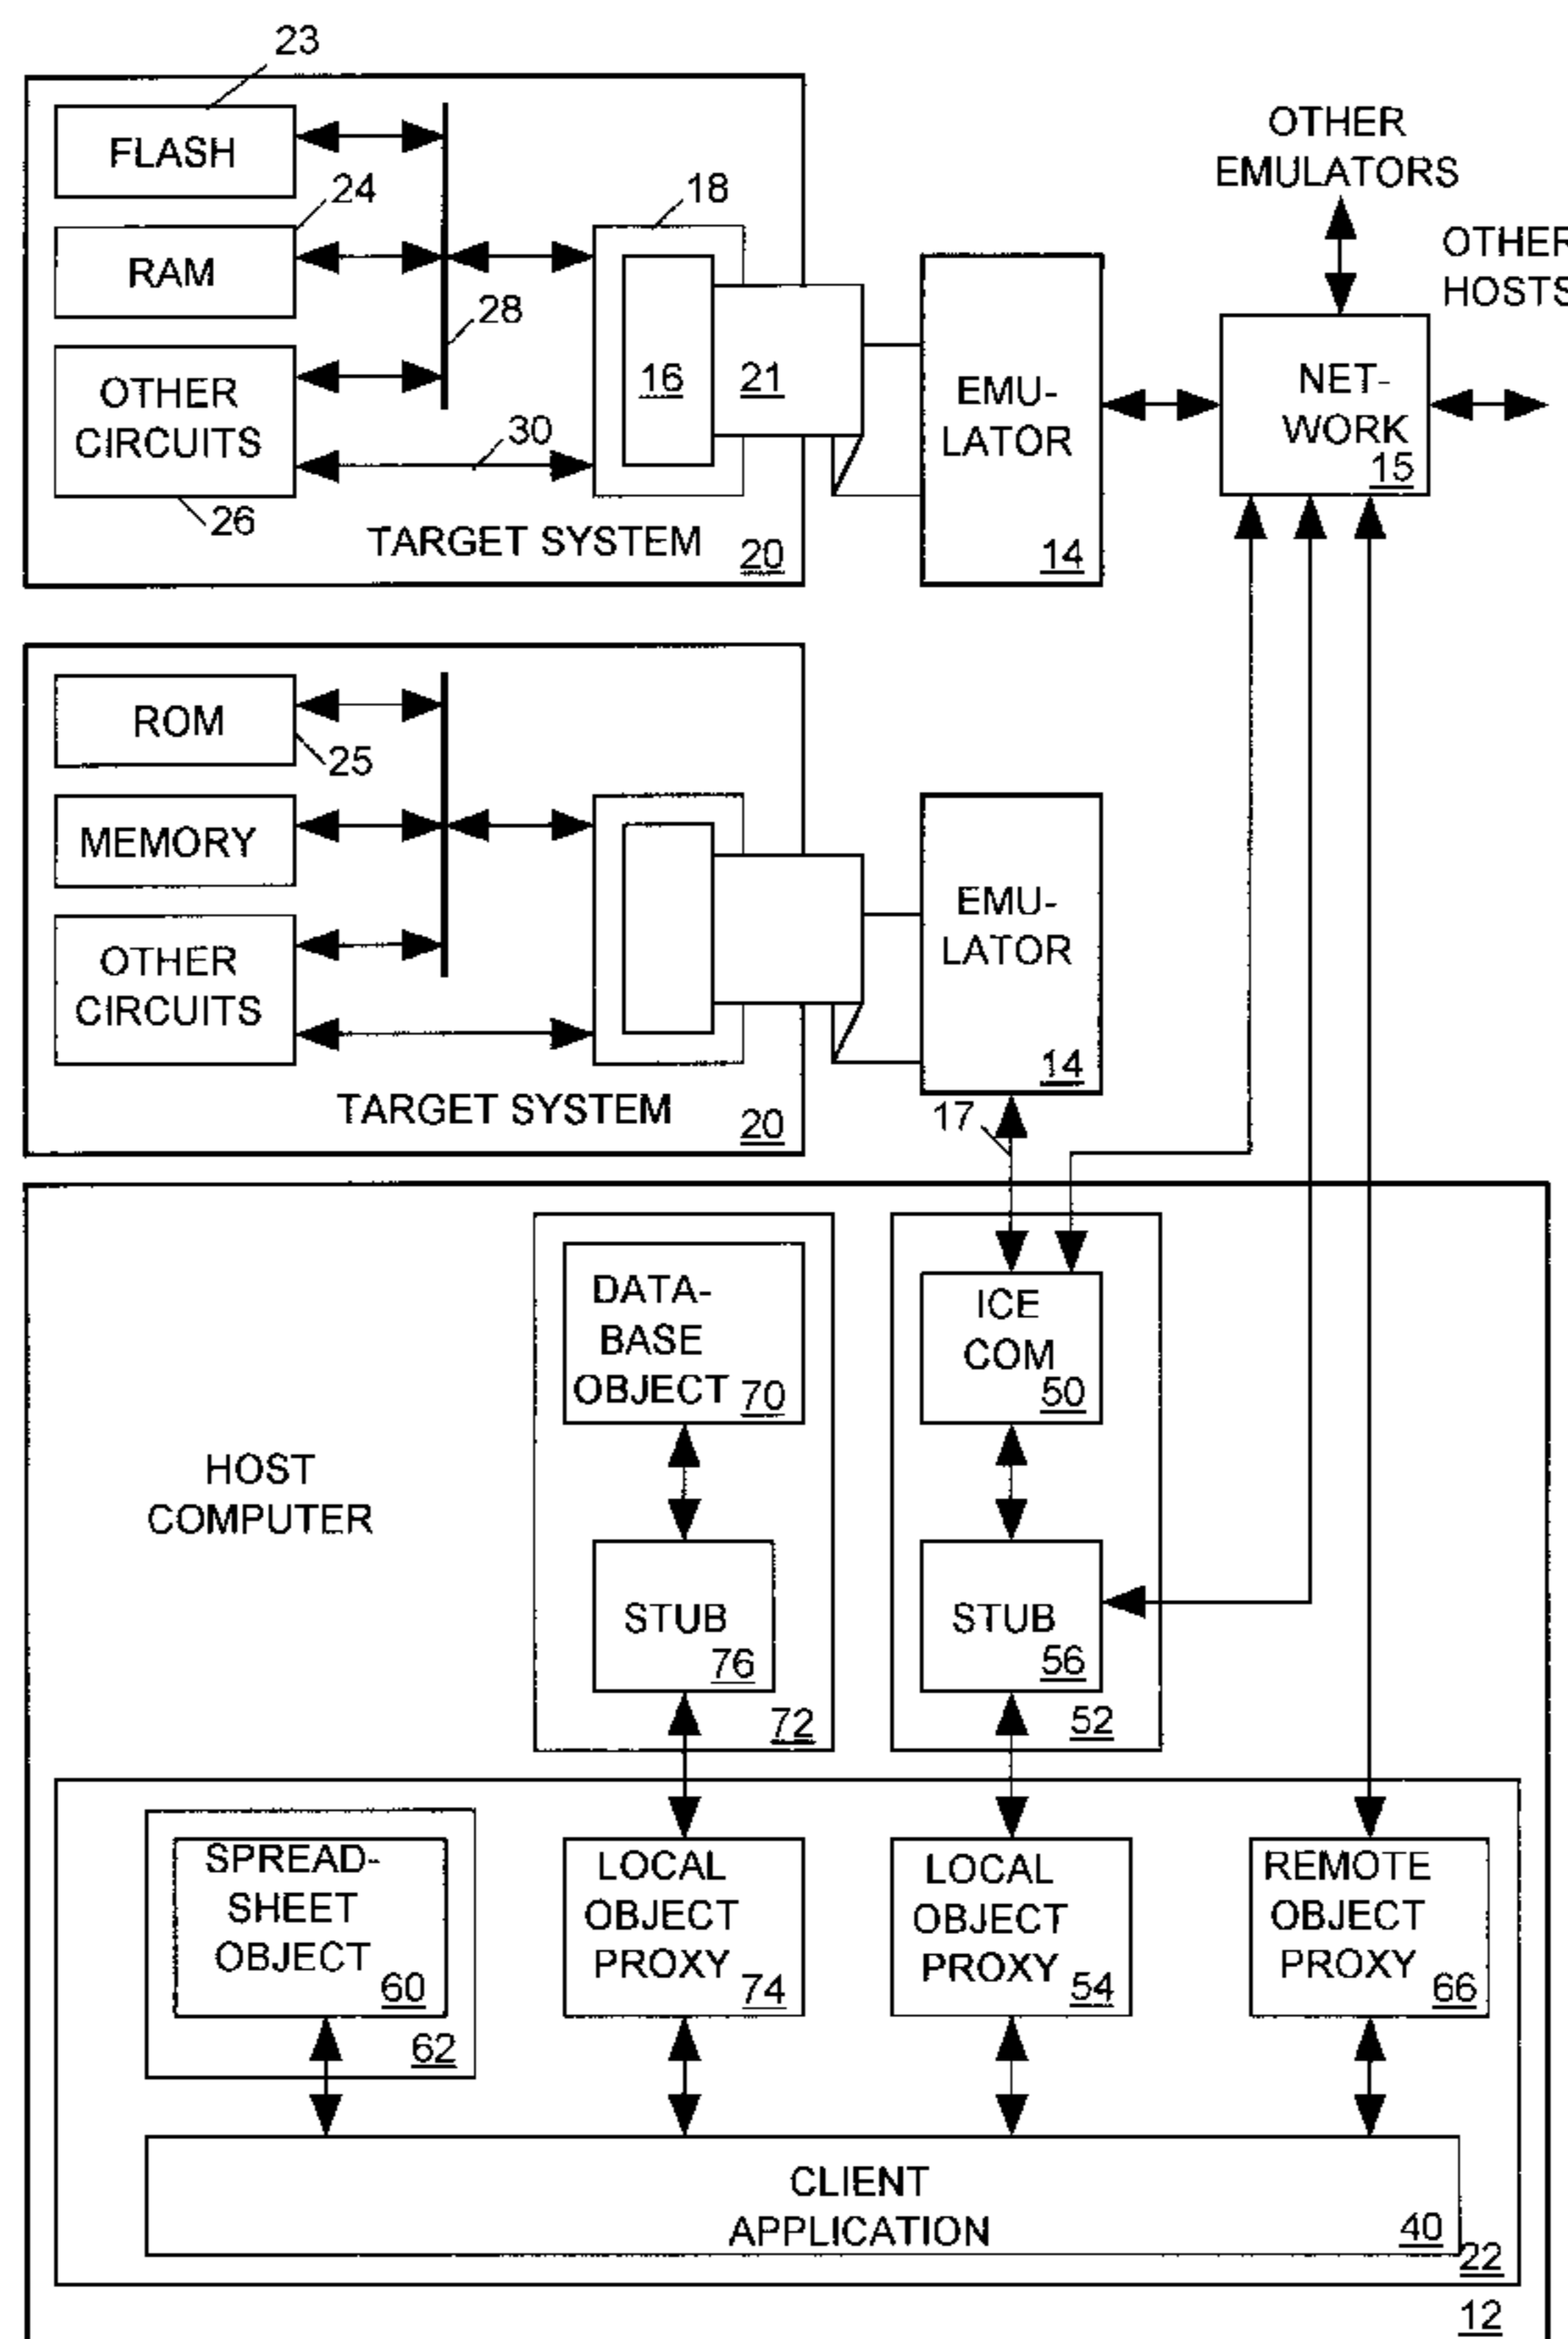 23
FLASH
24
RAM
18
28
OTHER
CIRCUITS
16
21
30
26
TARGET SYSTEM
20
EMU-
LATOR
14
OTHER
EMULATORS
OTHER
HOSTS
NET-
WORK
15
ROM
25
MEMORY
OTHER
CIRCUITS
TARGET SYSTEM
20
EMU-
LATOR
14
17
HOST
COMPUTER
DATA-
BASE
OBJECT
70
STUB
76
72
ICE
COM
50
STUB
56
52
SPREAD-
SHEET
OBJECT
60
62
LOCAL
OBJECT
PROXY
74
LOCAL
OBJECT
PROXY
54
REMOTE
OBJECT
PROXY
66
CLIENT
APPLICATION
40
22
12